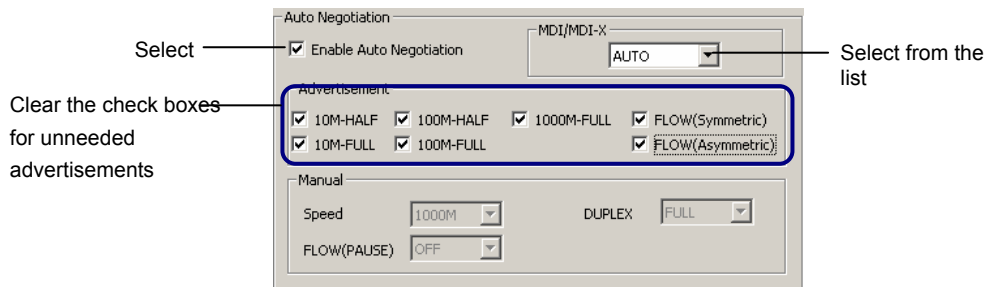 Auto Negotiation
MDI/MDI-X
Select
Enable Auto Negotiation
AUTO
Select from the
list
Advertisement
Clear the check boxes
for unneeded
advertisements
10M-HALF 100M-HALF 1000M-FULL FLOW(Symmetric)
10M-FULL 100M-FULL FLOW(Asymmetric)
Manual
Speed 1000M DUPLEX FULL
FLOW(PAUSE) OFF